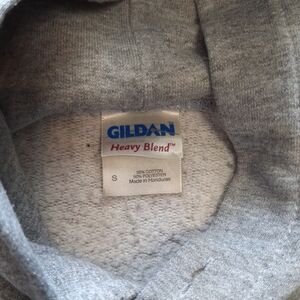 GILDAN
Heavy Blend™
S
50% COTTON
50% POLYESTER
Made in Honduras